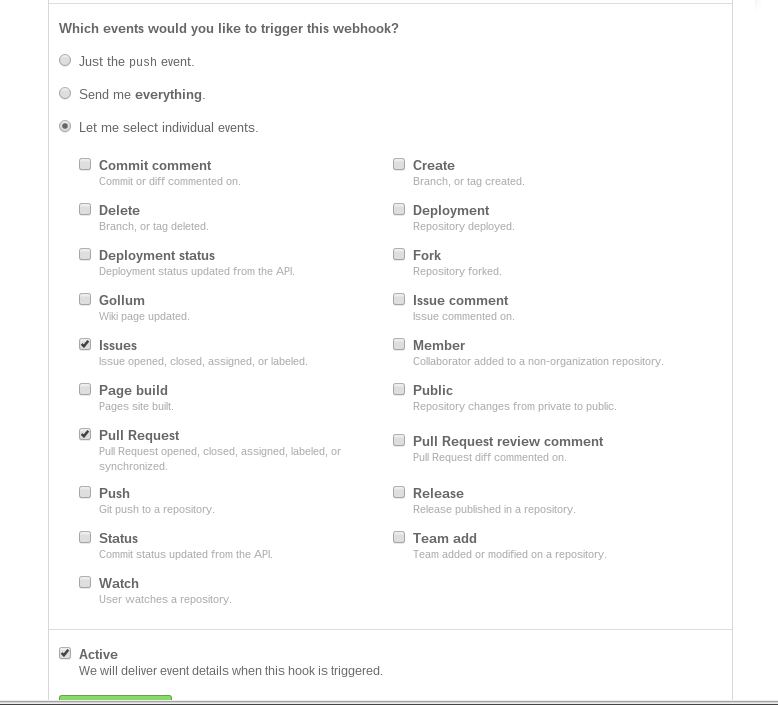 Which events would you like to trigger this webhook?
Just the push event.
Send me everything.
Let me select individual events.
Commit comment
Commit or diff commented on.
Create
Branch, or tag created.
Delete
Branch, or tag deleted.
Deployment
Repository deployed.
Deployment status
Deployment status updated from the API.
Fork
Repository forked.
Gollum
Wiki page updated.
Issue comment
Issue commented on.
Issues
Issue opened, closed, assigned, or labeled.
Member
Collaborator added to a non-organization repository.
Page build
Pages site built.
Public
Repository changes from private to public.
Pull Request
Pull Request opened, closed, assigned, labeled, or
synchronized.
Pull Request review comment
Pull Request diff commented on.
Push
Git push to a repository.
Release
Release published in a repository.
Status
Commit status updated from the API.
Team add
Team added or modified on a repository.
Watch
User watches a repository.
Active
We will deliver event details when this hook is triggered.